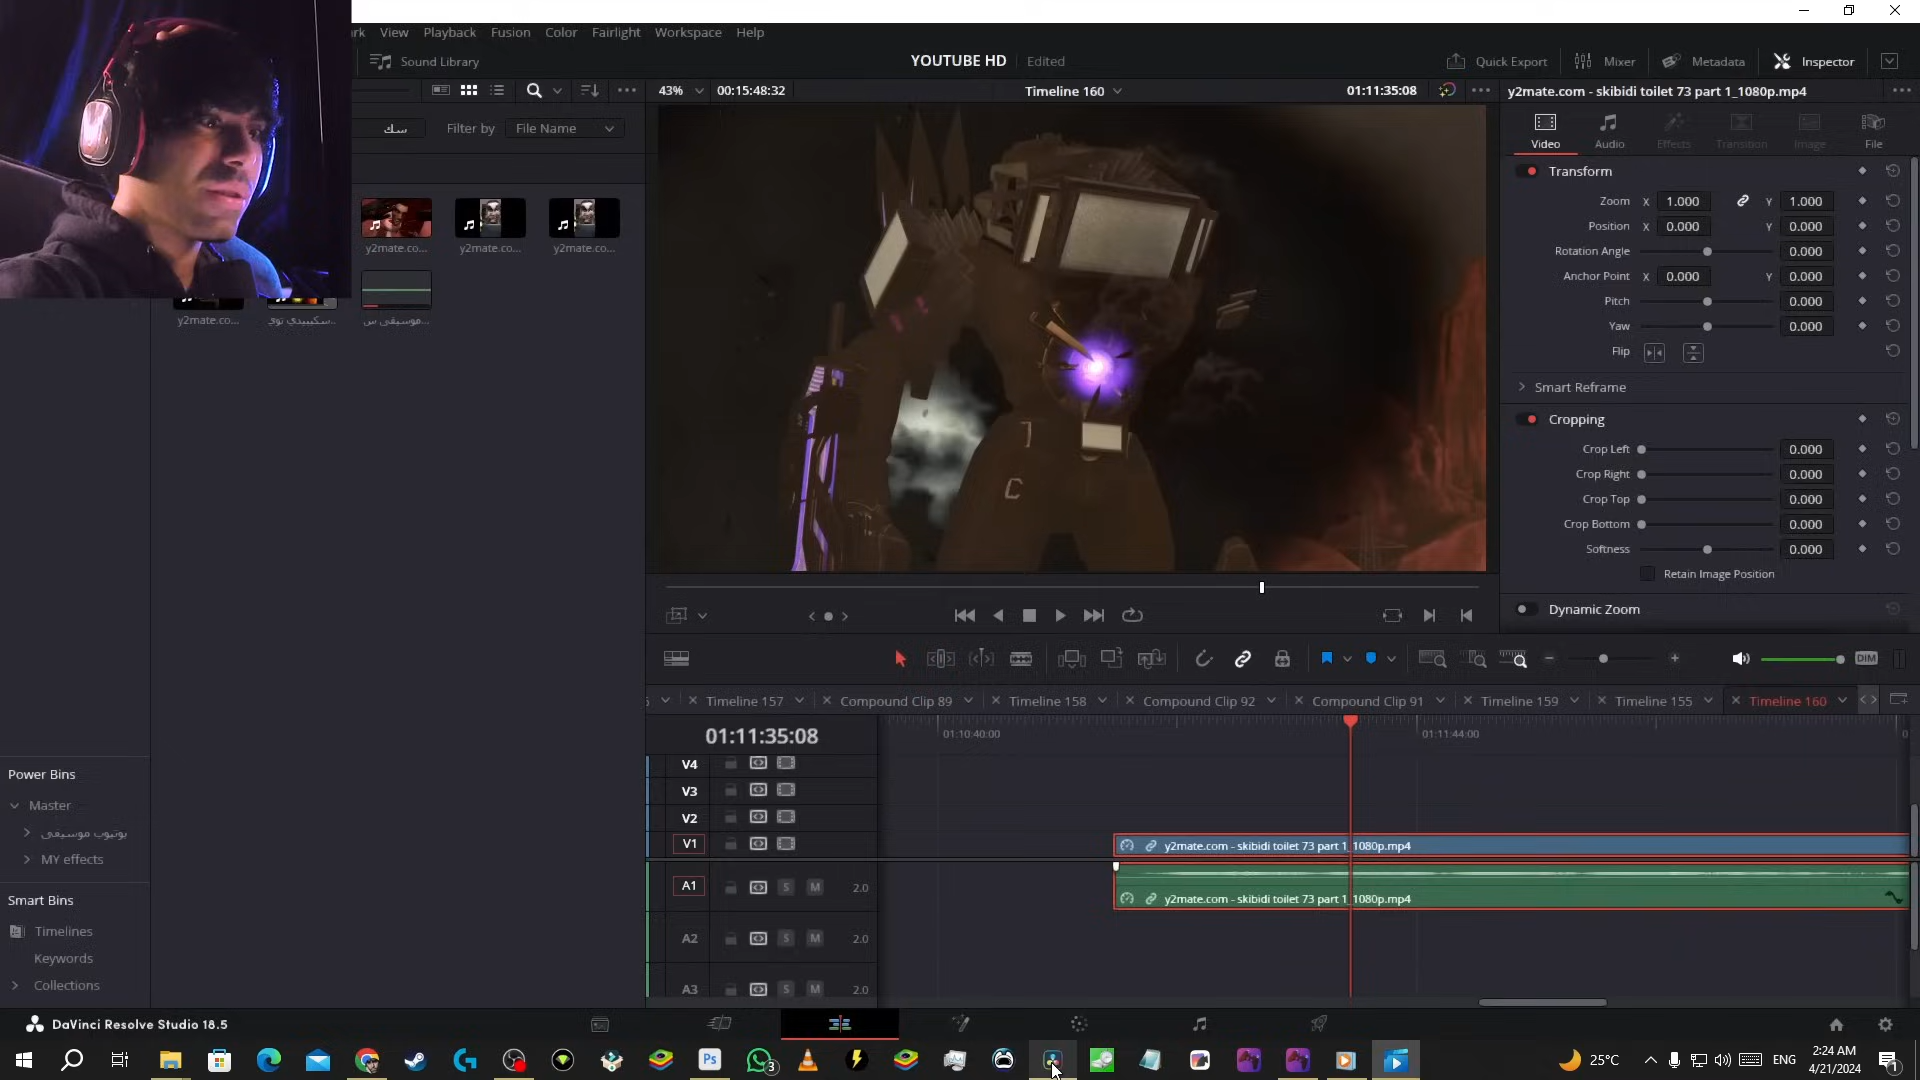 rk View Playback Fusion Color Fairlight Workspace Help
Sound Library
YOUTUBE HD Edited
Quick Export Mixer Metadata Inspector
43% 00:15:48:32 Timeline 160 01:11:35:08
y2mate.com - skibidi toilet 73 part 1_1080p.mp4
سك Filter by File Name
Video Audio Effects Transition Image File
Transform
Zoom X 1.000 Y 1.000
Position X 0.000 Y 0.000
Rotation Angle 0.000
Anchor Point X 0.000 Y 0.000
Pitch 0.000
Yaw 0.000
Flip
Smart Reframe
Cropping
Crop Left 0.000
Crop Right 0.000
Crop Top 0.000
Crop Bottom 0.000
Softness 0.000
Retain Image Position
Dynamic Zoom
y2mate.co... y2mate.co... y2mate.co...
y2mate.co... سكيبيدي توي... موسيقى س...
C
DIM
6 Timeline 157 Compound Clip 89 Timeline 158 Compound Clip 92 Compound Clip 91 Timeline 159 Timeline 155 Timeline 160
01:11:35:08
01:10:40:00 01:11:44:00 0
V4
V3
V2
V1
y2mate.com - skibidi toilet 73 part 1_1080p.mp4
A1 S M 2.0
y2mate.com - skibidi toilet 73 part 1_1080p.mp4
A2 S M 2.0
A3 S M 2.0
Power Bins
Master
يوتيوب موسيقى
MY effects
Smart Bins
Timelines
Keywords
Collections
DaVinci Resolve Studio 18.5
Ps
3
25°C
ENG
2:24 AM
4/21/2024
1